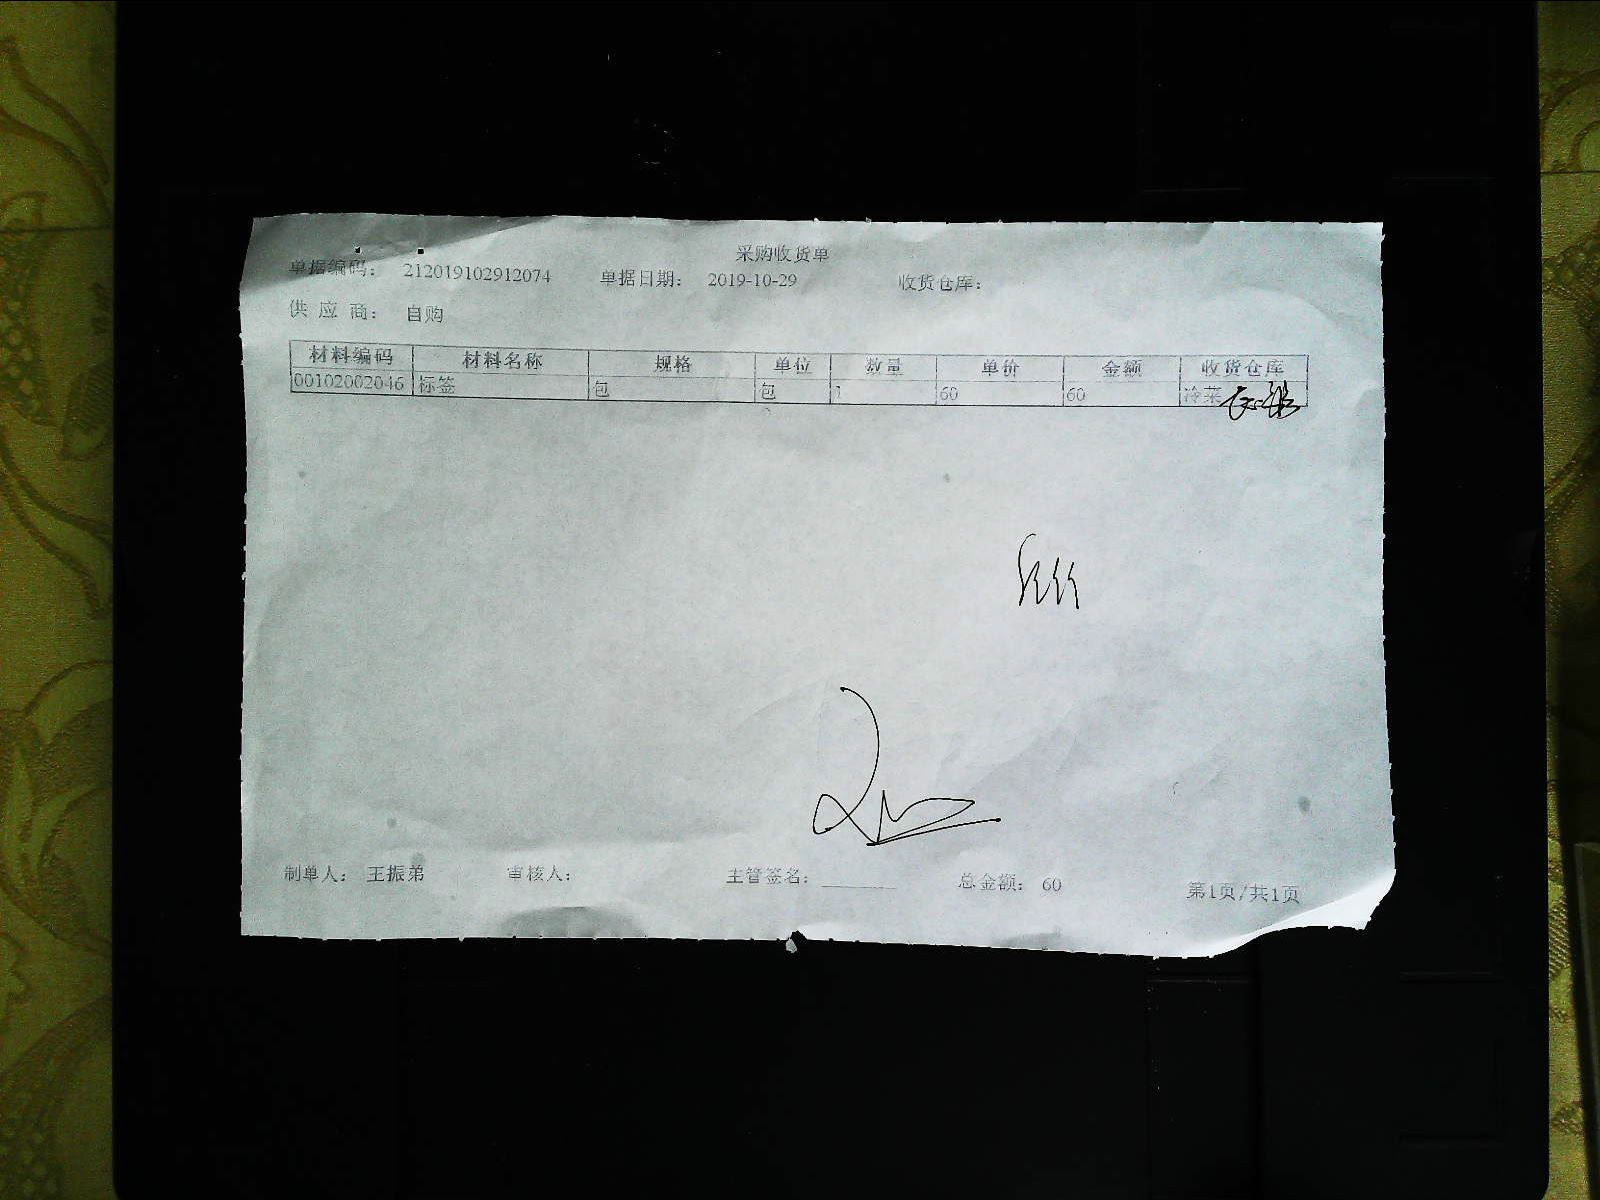 采购收货单
单据编码： 212019102912074 单据日期： 2019-10-29 收货仓库：
供 应 商： 自购
材料编码 材料名称 规格 单位 数量 单价 金额 收货仓库
00102002046 标签 包 包 1 60 60 冷菜
制单人： 王振弟 审核人： 主管签名： ________ 总金额： 60 第1页/共1页